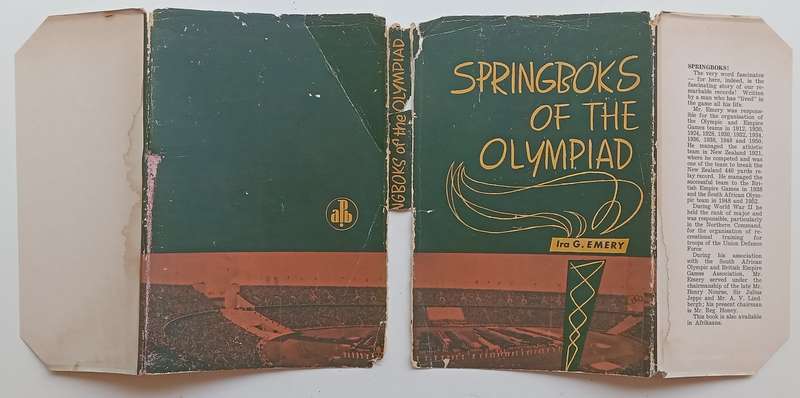 aPb
NGBOKS of the OLYMPIAD
SPRINGBOKS
OF THE
OLYMPIAD
Ira G. EMERY
SPRINGBOKS!
The very word fascinates
— for here, indeed, is the
fascinating story of our re-
markable records! Written
by a man who has "lived" in
the game all his life.
Mr. Emery was respons-
ible for the organisation of
the Olympic and Empire
Games teams in 1912, 1920,
1924, 1928, 1930, 1932, 1934,
1936, 1938, 1948 and 1950.
He managed the athletic
team in New Zealand 1921,
where he competed and was
one of the team to break the
New Zealand 440 yards re-
lay record. He managed the
successful team to the Bri-
tish Empire Games in 1938
and the South African Olym-
pic team in 1948 and 1952.
During World War II he
held the rank of major and
was responsible, particularly
in the Northern Command,
for the organisation of re-
creational training for
troops of the Union Defence
Force.
During his association
with the South African
Olympic and British Empire
Games Association, Mr.
Emery served under the
chairmanship of the late Mr.
Henry Nourse, Sir Julius
Jeppe and Mr. A. V. Lind-
bergh; his present chairman
is Mr. Reg. Honey.
This book is also available
in Afrikaans.